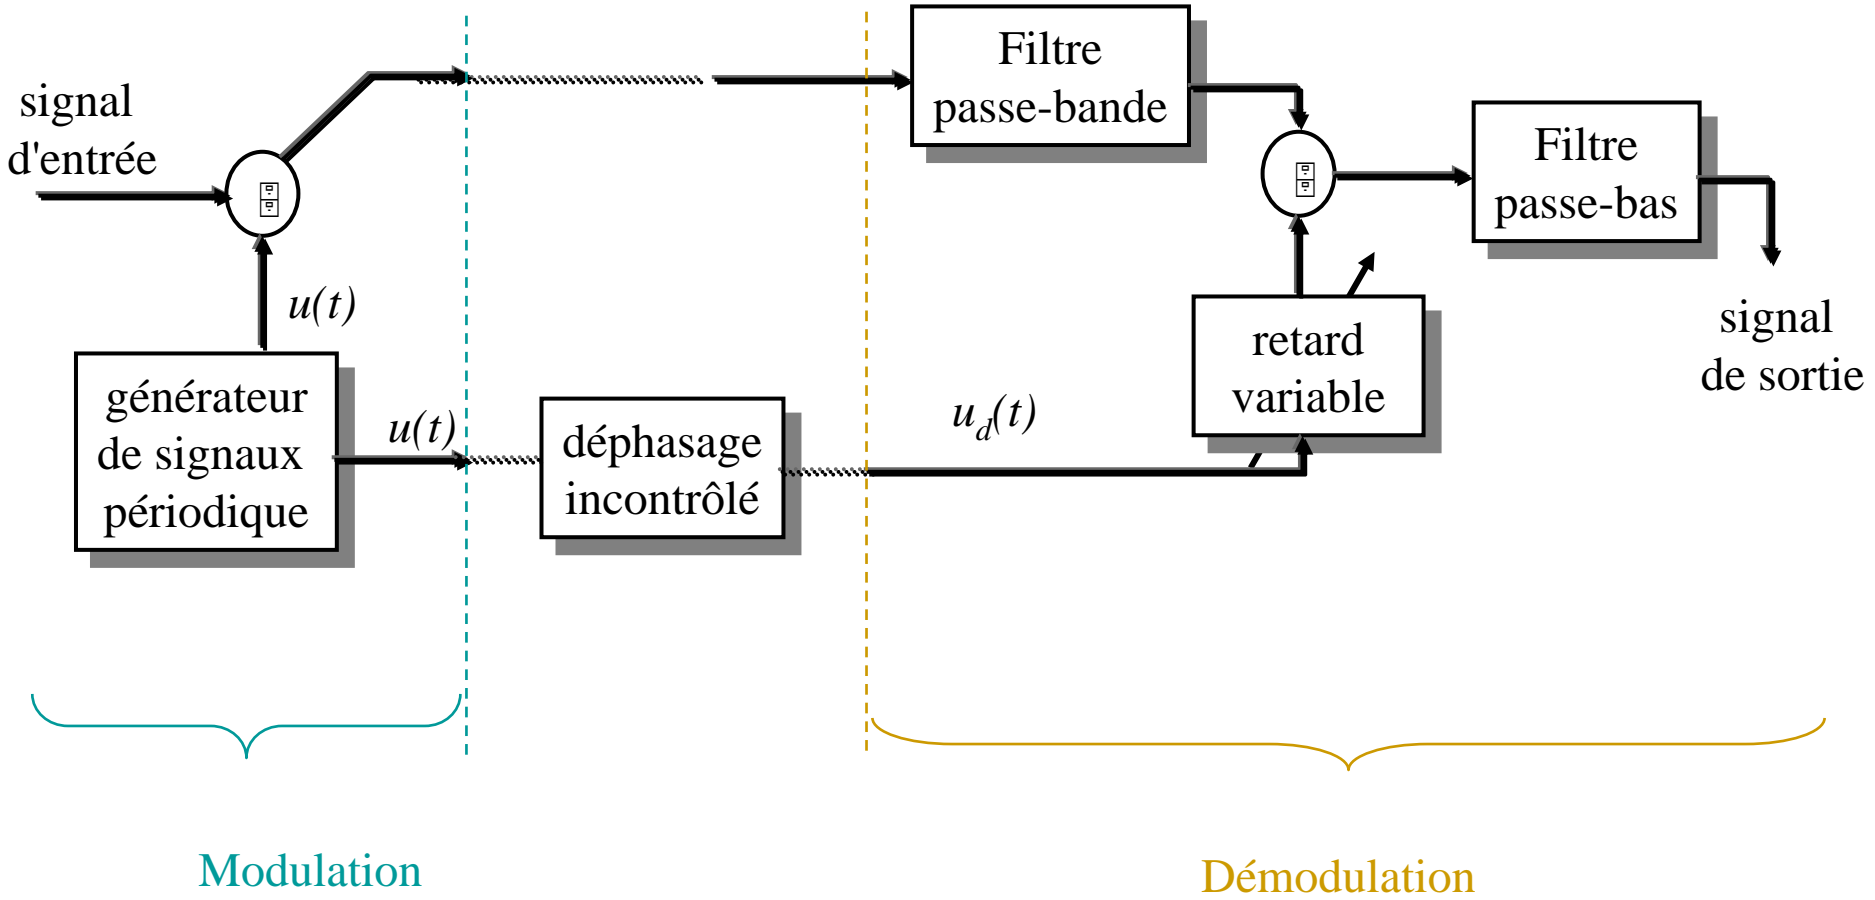 signal
d'entrée
u(t)
générateur
de signaux
périodique
u(t)
déphasage
incontrôlé
u_d(t)
Filtre
passe-bande
retard
variable
Filtre
passe-bas
signal
de sortie
Modulation
Démodulation